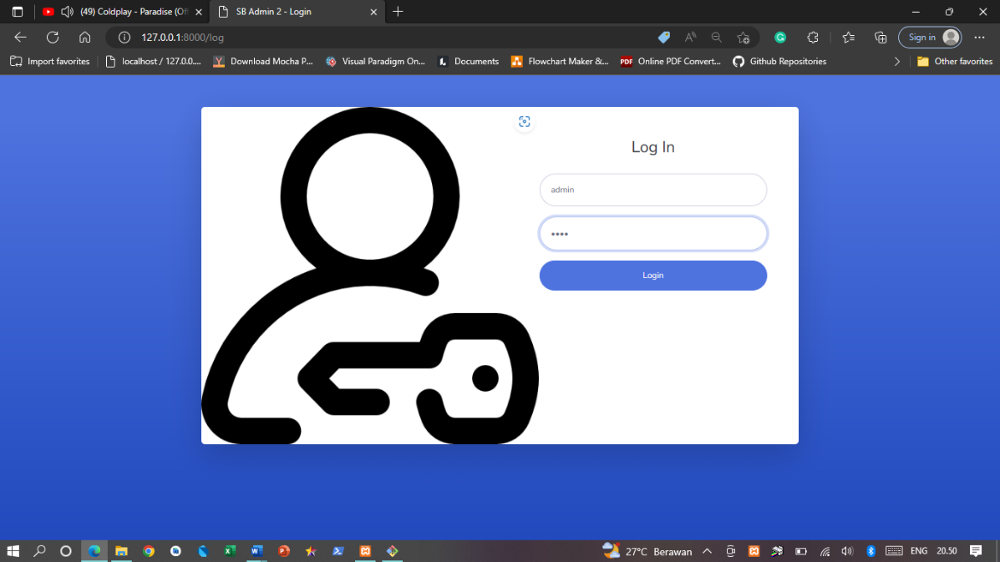 (49) Coldplay - Paradise (Of
SB Admin 2 - Login
127.0.0.1:8000/log
Sign in
Import favorites
localhost / 127.0.0....
Download Mocha P...
Visual Paradigm On...
Documents
Flowchart Maker &...
PDF
Online PDF Convert...
Github Repositories
Other favorites
Log In
admin
••••
Login
27°C Berawan
ENG
20.50